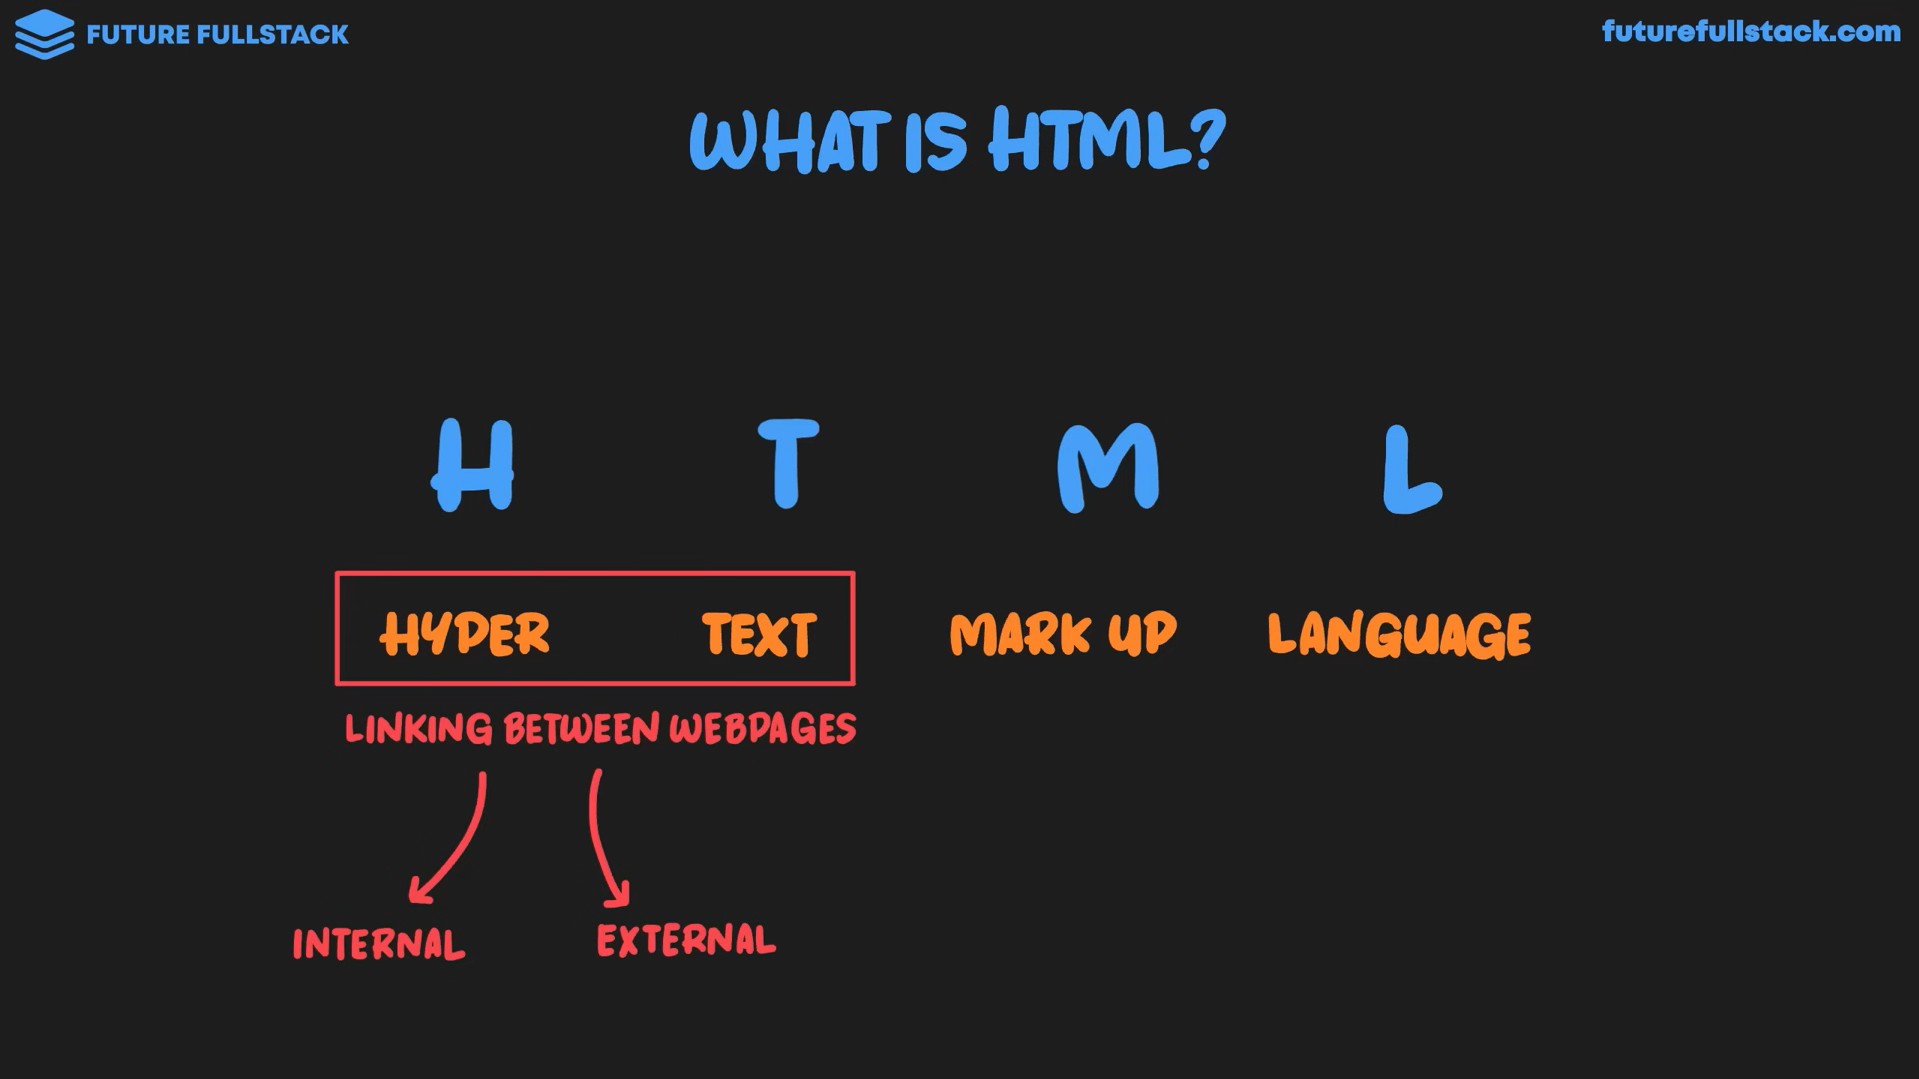 FUTURE FULLSTACK
futurefullstack.com
WHAT IS HTML?
H T M L
HYPER TEXT MARK UP LANGUAGE
LINKING BETWEEN WEBPAGES
INTERNAL EXTERNAL